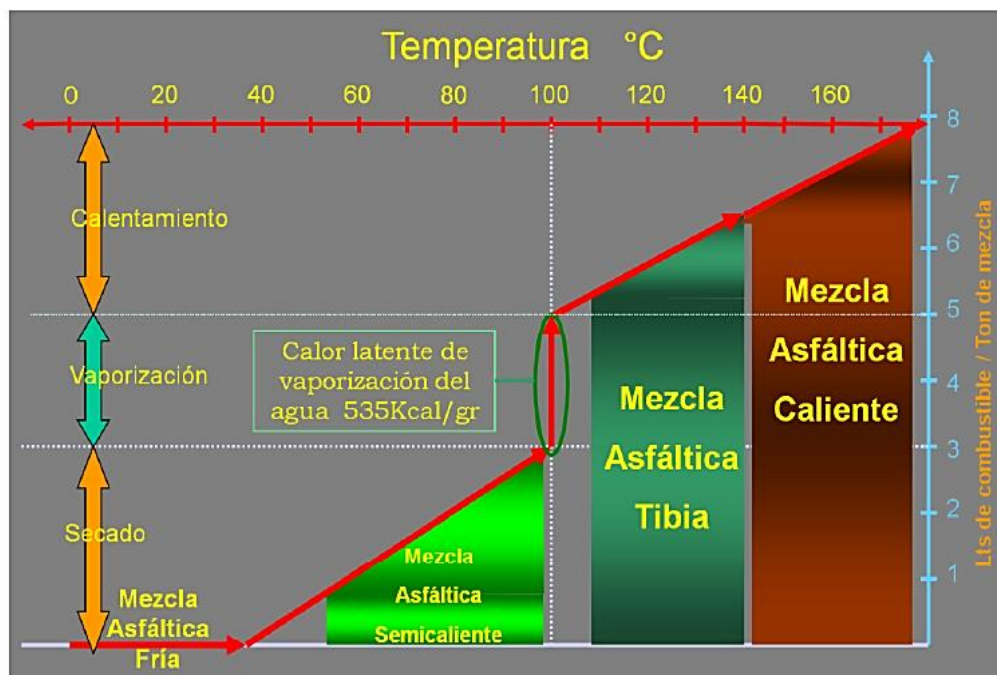 Temperatura °C
0 20 40 60 80 100 120 140 160
8
7
6
5
4
3
2
1
Lts de combustible / Ton de mezcla
Calentamiento
Vaporización
Secado
Calor latente de
vaporización del
agua 535Kcal/gr
Mezcla
Asfáltica
Fría
Mezcla
Asfáltica
Semicaliente
Mezcla
Asfáltica
Tibia
Mezcla
Asfáltica
Caliente